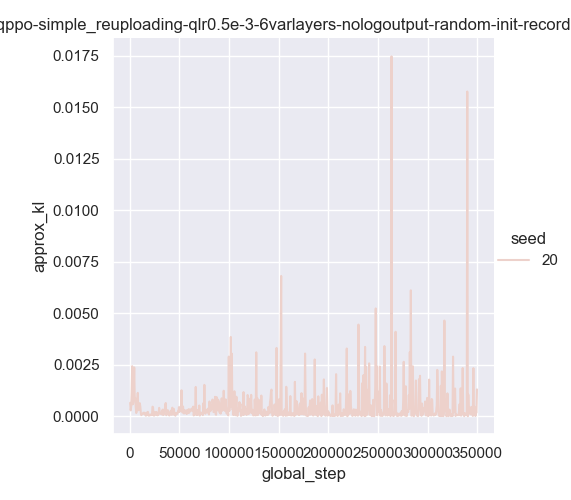 qppo-simple_reuploading-qlr0.5e-3-6varlayers-nologoutput-random-init-record
0.0175
0.0150
0.0125
0.0100
0.0075
0.0050
0.0025
0.0000
approx_kl
0 50000 100000 150000 200000 250000 300000 350000
global_step
seed
20